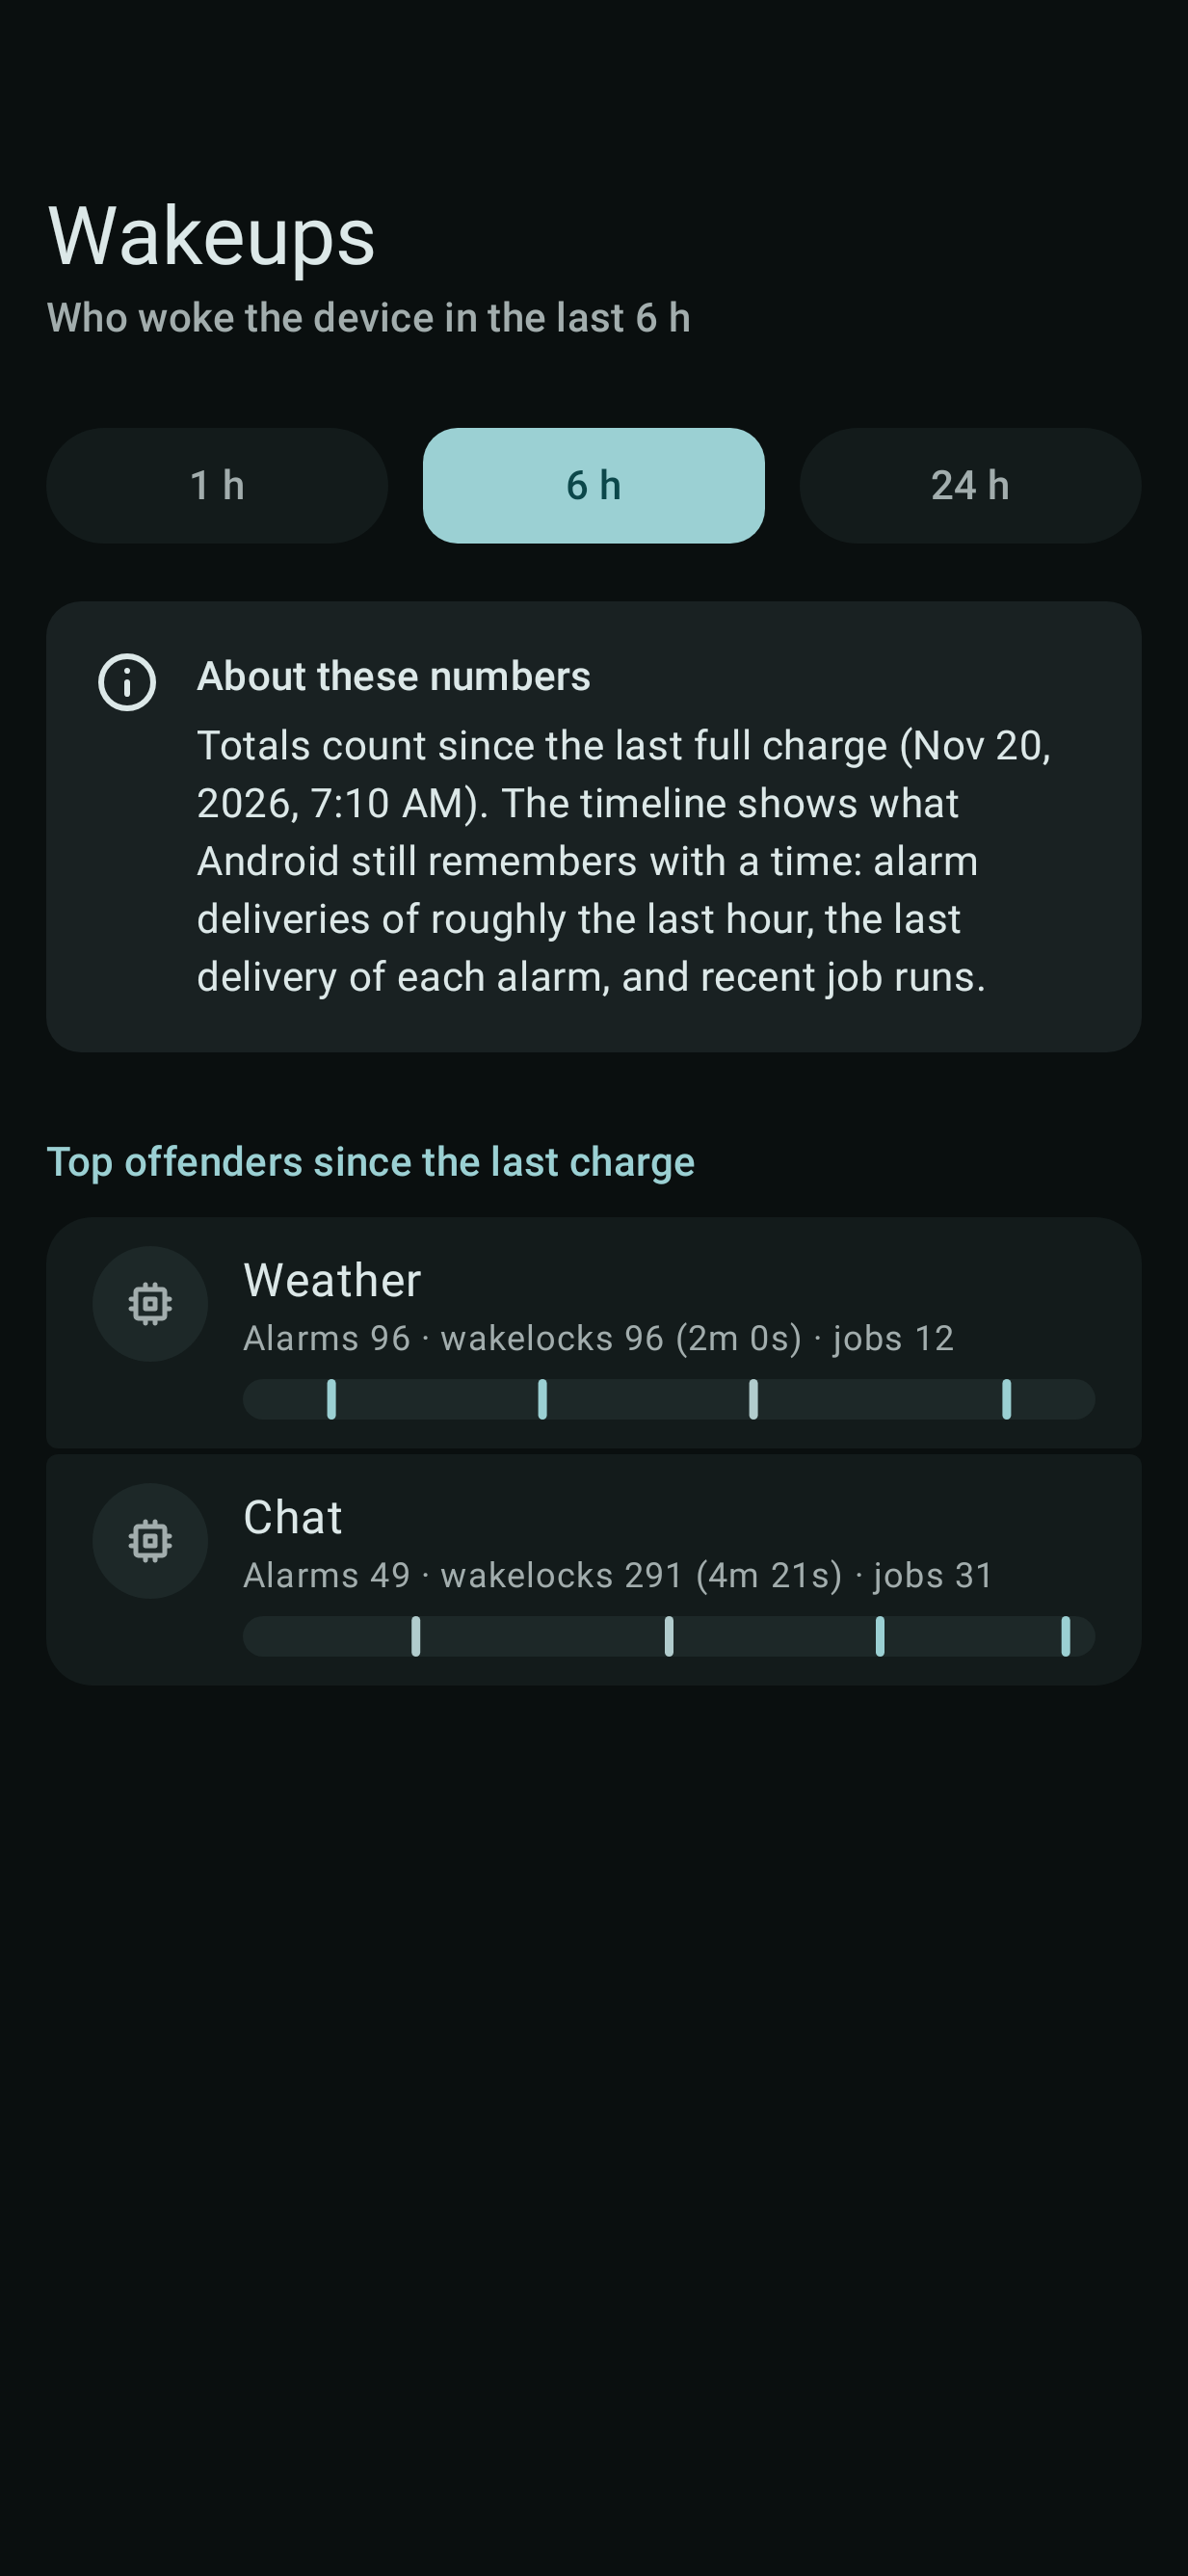 Wakeups
Who woke the device in the last 6 h
1 h
6 h
24 h
About these numbers
Totals count since the last full charge (Nov 20,
2026, 7:10 AM). The timeline shows what
Android still remembers with a time: alarm
deliveries of roughly the last hour, the last
delivery of each alarm, and recent job runs.
Top offenders since the last charge
Weather
Alarms 96 · wakelocks 96 (2m 0s) · jobs 12
Chat
Alarms 49 · wakelocks 291 (4m 21s) · jobs 31